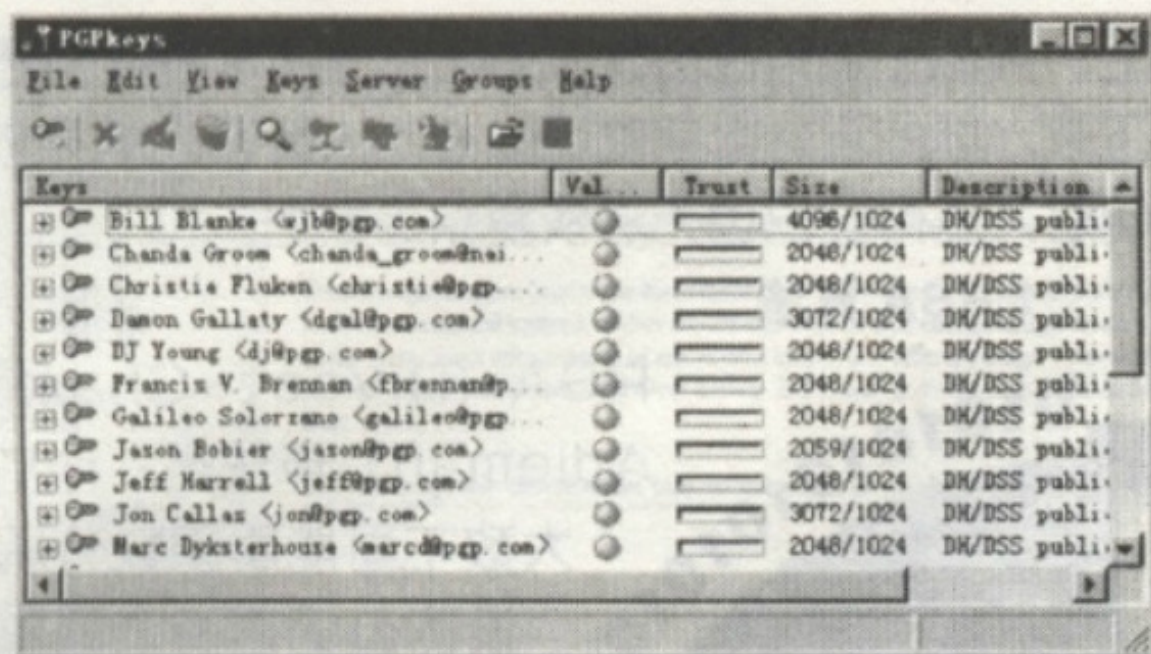 PGPkeys
File Edit View Keys Server Groups Help
Keys Val... Trust Size Description
Bill Blanke <wjb@pgp.com> 4096/1024 DH/DSS publi
Chanda Groom <chanda_groom@nai... 2048/1024 DH/DSS publi
Christie Fluken <christie@pgp... 2048/1024 DH/DSS publi
Damon Gallaty <dgal@pgp.com> 3072/1024 DH/DSS publi
DJ Young <dj@pgp.com> 2048/1024 DH/DSS publi
Francis V. Brennan <fbrennan@p... 2048/1024 DH/DSS publi
Galileo Solorzano <galileo@pgp... 2048/1024 DH/DSS publi
Jason Bobier <jason@pgp.com> 2059/1024 DH/DSS publi
Jeff Harrell <jeff@pgp.com> 2048/1024 DH/DSS publi
Jon Callas <jon@pgp.com> 3072/1024 DH/DSS publi
Marc Dyksterhouse <marcd@pgp.com> 2048/1024 DH/DSS publi